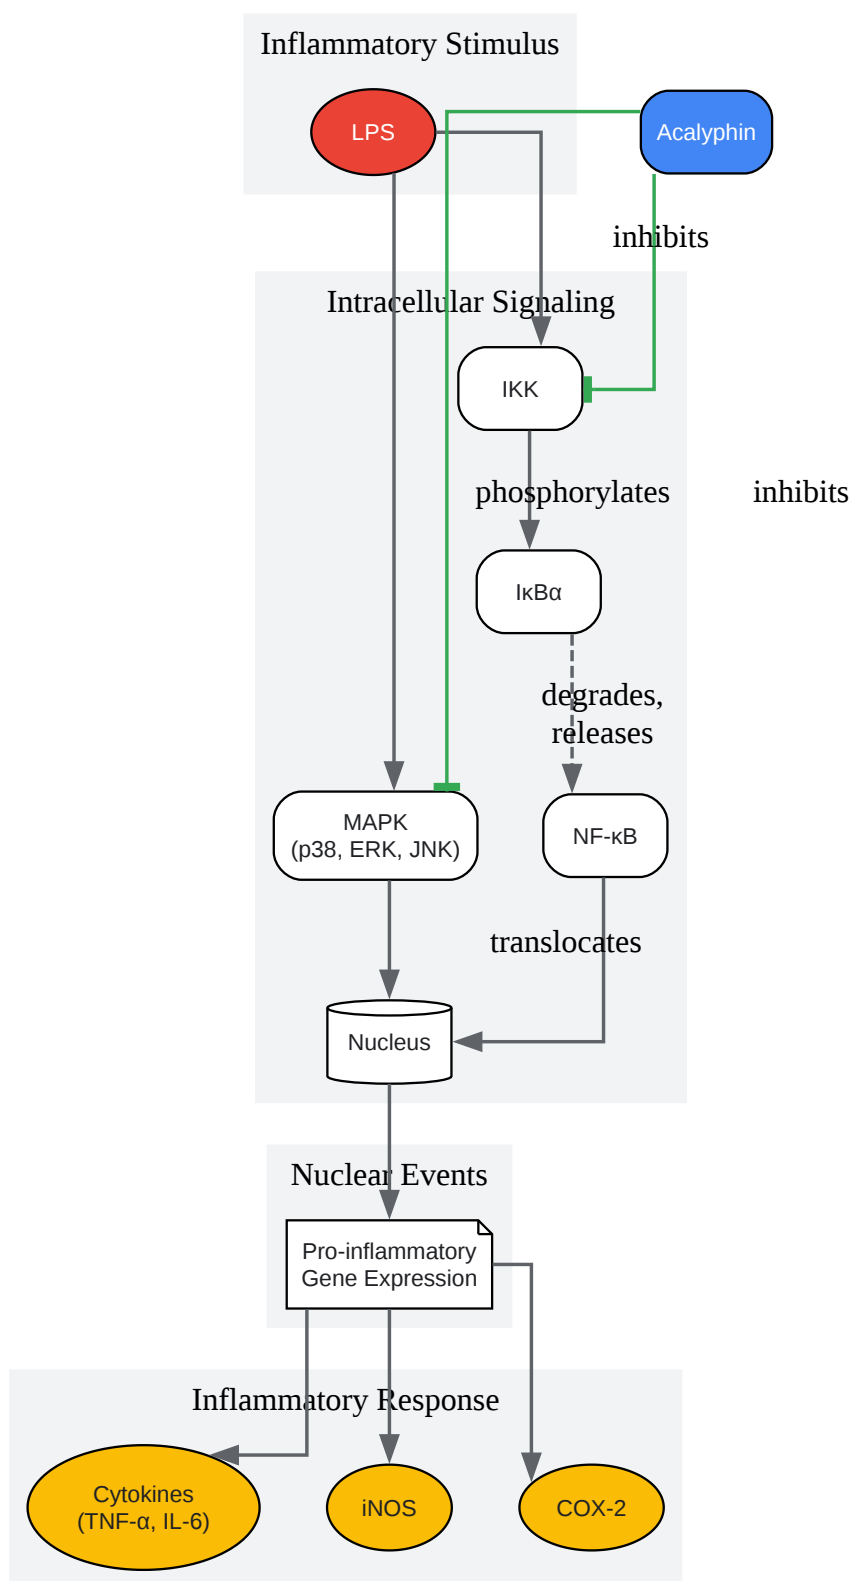 Inflammatory Stimulus
LPS
Acalyphin
inhibits
Intracellular Signaling
IKK
phosphorylates
inhibits
IκBα
degrades,
releases
MAPK
(p38, ERK, JNK)
NF-κB
translocates
Nucleus
Nuclear Events
Pro-inflammatory
Gene Expression
Inflammatory Response
Cytokines
(TNF-α, IL-6)
iNOS
COX-2